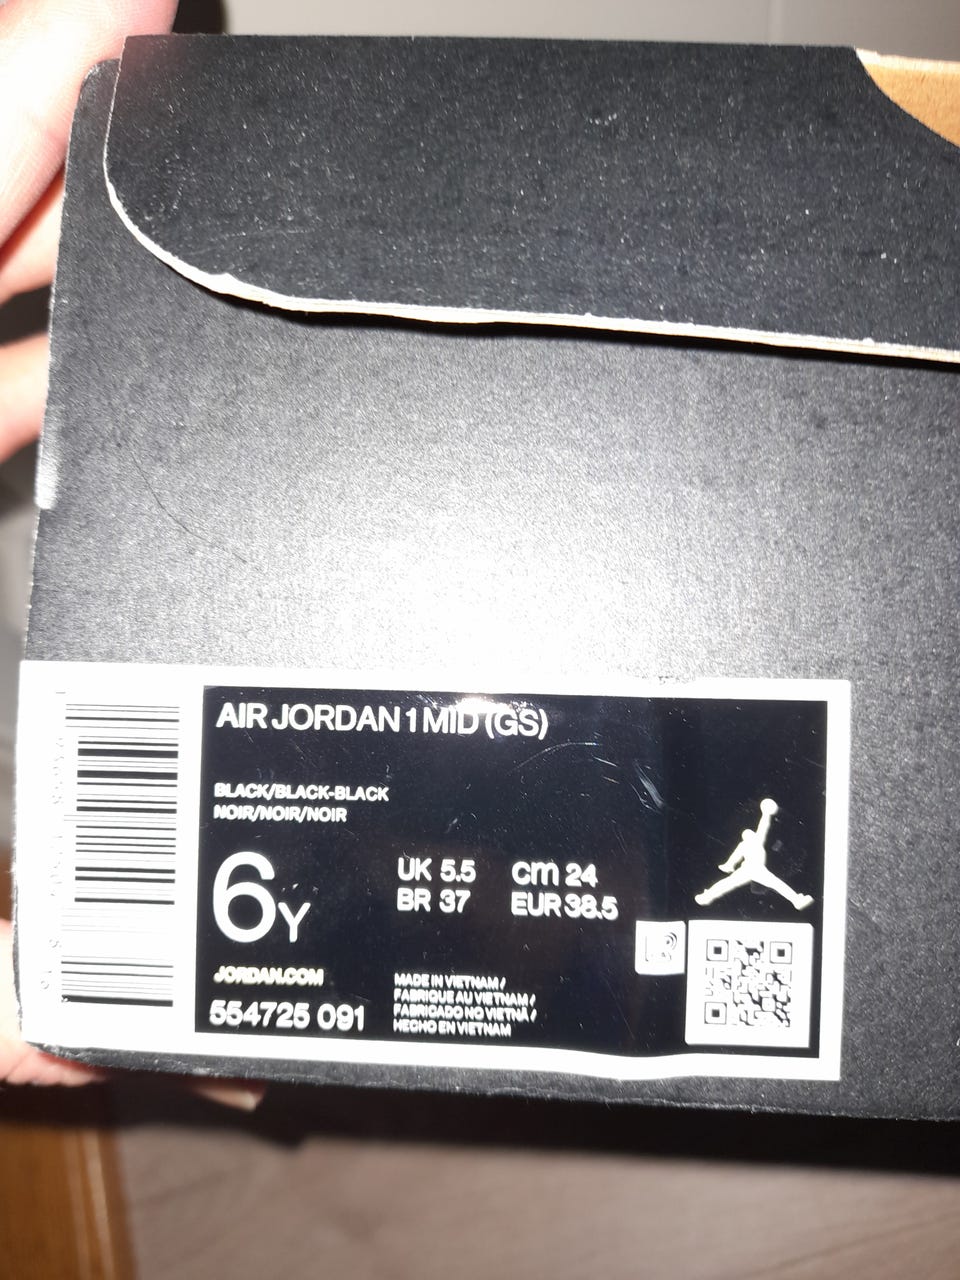 AIR JORDAN 1 MID (GS)
BLACK/BLACK-BLACK
NOIR/NOIR/NOIR
6Y
UK 5.5
cm 24
BR 37
EUR 38.5
JORDAN.COM
554725 091
MADE IN VIETNAM /
FABRIQUE AU VIETNAM /
FABRICADO NO VIETNÃ /
HECHO EN VIETNAM